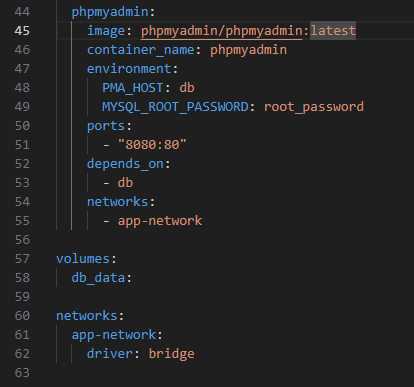 44 phpmyadmin:
45 image: phpmyadmin/phpmyadmin:latest
46 container_name: phpmyadmin
47 environment:
48 PMA_HOST: db
49 MYSQL_ROOT_PASSWORD: root_password
50 ports:
51 - "8080:80"
52 depends_on:
53 - db
54 networks:
55 - app-network
56
57 volumes:
58 db_data:
59
60 networks:
61 app-network:
62 driver: bridge
63